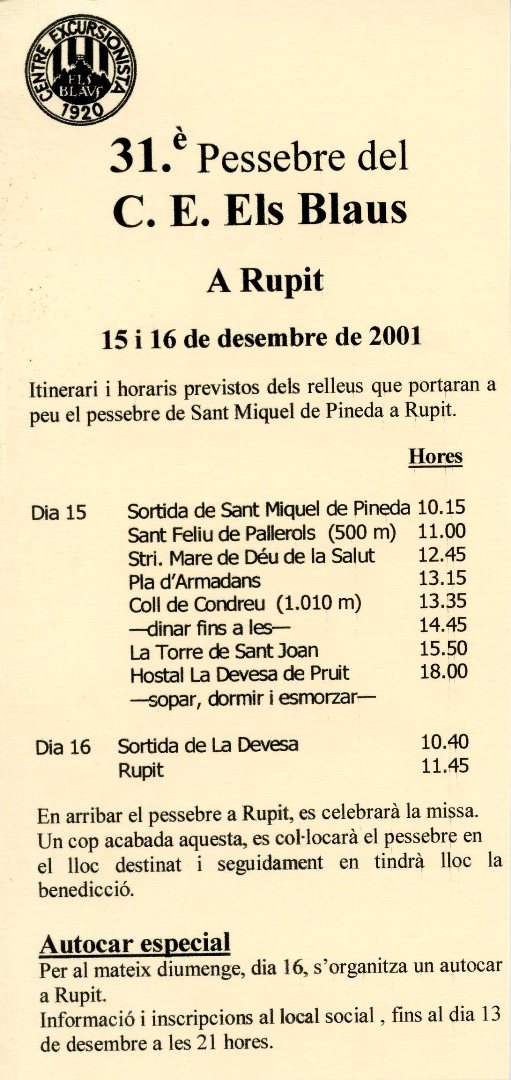 CENTRE EXCURSIONISTA
ELS
BLAUS
1920
31.è Pessebre del
C. E. Els Blaus
A Rupit
15 i 16 de desembre de 2001
Itinerari i horaris previstos dels relleus que portaran a
peu el pessebre de Sant Miquel de Pineda a Rupit.
Hores
Dia 15 Sortida de Sant Miquel de Pineda 10.15
Sant Feliu de Pallerols (500 m) 11.00
Stri. Mare de Déu de la Salut 12.45
Pla d'Armadans 13.15
Coll de Condreu (1.010 m) 13.35
—dinar fins a les— 14.45
La Torre de Sant Joan 15.50
Hostal La Devesa de Pruit 18.00
—sopar, dormir i esmorzar—
Dia 16 Sortida de La Devesa 10.40
Rupit 11.45
En arribar el pessebre a Rupit, es celebrarà la missa.
Un cop acabada aquesta, es col·locarà el pessebre en
el lloc destinat i seguidament en tindrà lloc la
benedicció.
Autocar especial
Per al mateix diumenge, dia 16, s'organitza un autocar
a Rupit.
Informació i inscripcions al local social , fins al dia 13
de desembre a les 21 hores.